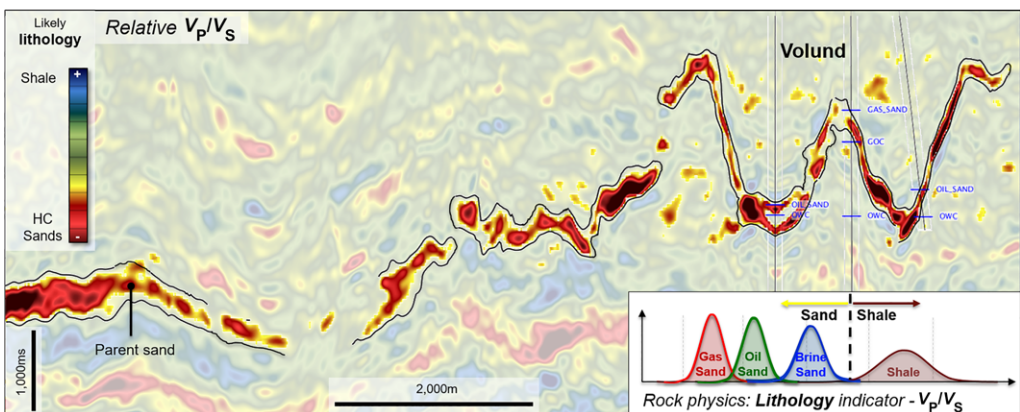 Likely
lithology
Relative VP/VS
Shale
+
HC
Sands
-
Volund
GAS_SAND
GOC
OIL_SAND
OWC
OWC
OIL_SAND
OWC
Parent sand
1,000ms
2,000m
Sand Shale
Gas
Sand
Oil
Sand
Brine
Sand
Shale
Rock physics: Lithology indicator - VP/VS